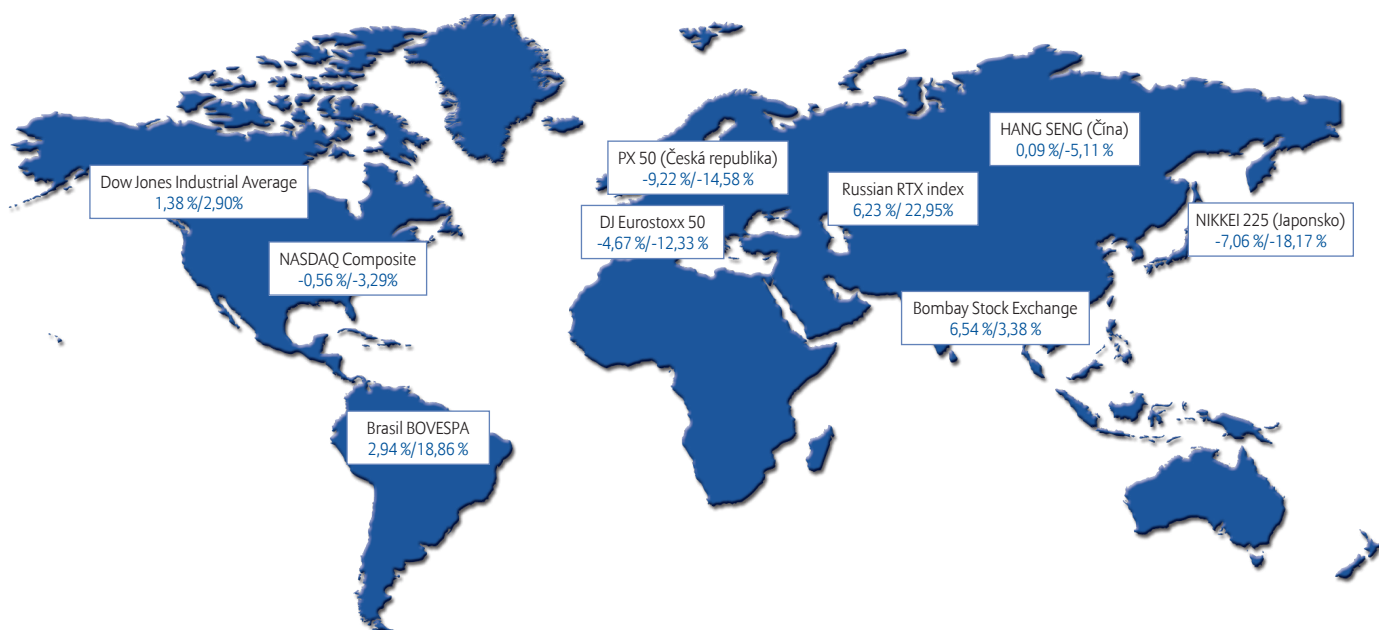 Dow Jones Industrial Average
1,38 %/2,90%
NASDAQ Composite
-0,56 %/-3,29%
Brasil BOVESPA
2,94 %/18,86 %
PX 50 (Česká republika)
-9,22 %/-14,58 %
DJ Eurostoxx 50
-4,67 %/-12,33 %
Russian RTX index
6,23 %/ 22,95%
HANG SENG (Čína)
0,09 %/-5,11 %
NIKKEI 225 (Japonsko)
-7,06 %/-18,17 %
Bombay Stock Exchange
6,54 %/3,38 %